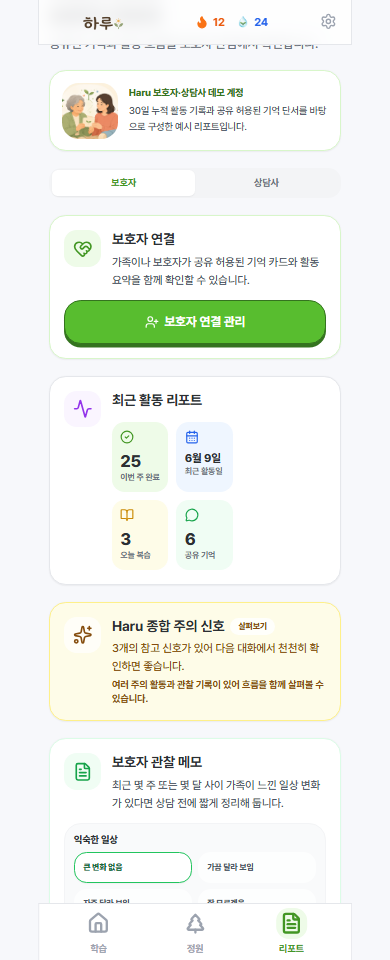 하루
12
24
Haru 보호자·상담사 데모 계정
30일 누적 활동 기록과 공유 허용된 기억 단서를 바탕
으로 구성한 예시 리포트입니다.
보호자
상담사
보호자 연결
가족이나 보호자가 공유 허용된 기억 카드와 활동
요약을 함께 확인할 수 있습니다.
보호자 연결 관리
최근 활동 리포트
25
이번 주 완료
6월 9일
최근 활동일
3
오늘 복습
6
공유 기억
Haru 종합 주의 신호
살펴보기
3개의 참고 신호가 있어 다음 대화에서 천천히 확
인하면 좋습니다.
여러 주의 활동과 관찰 기록이 있어 흐름을 함께 살펴볼 수
있습니다.
보호자 관찰 메모
최근 몇 주 또는 몇 달 사이 가족이 느낀 일상 변화
가 있다면 상담 전에 짧게 정리해 둡니다.
익숙한 일상
큰 변화 없음
가끔 달라 보임
학습
정원
리포트